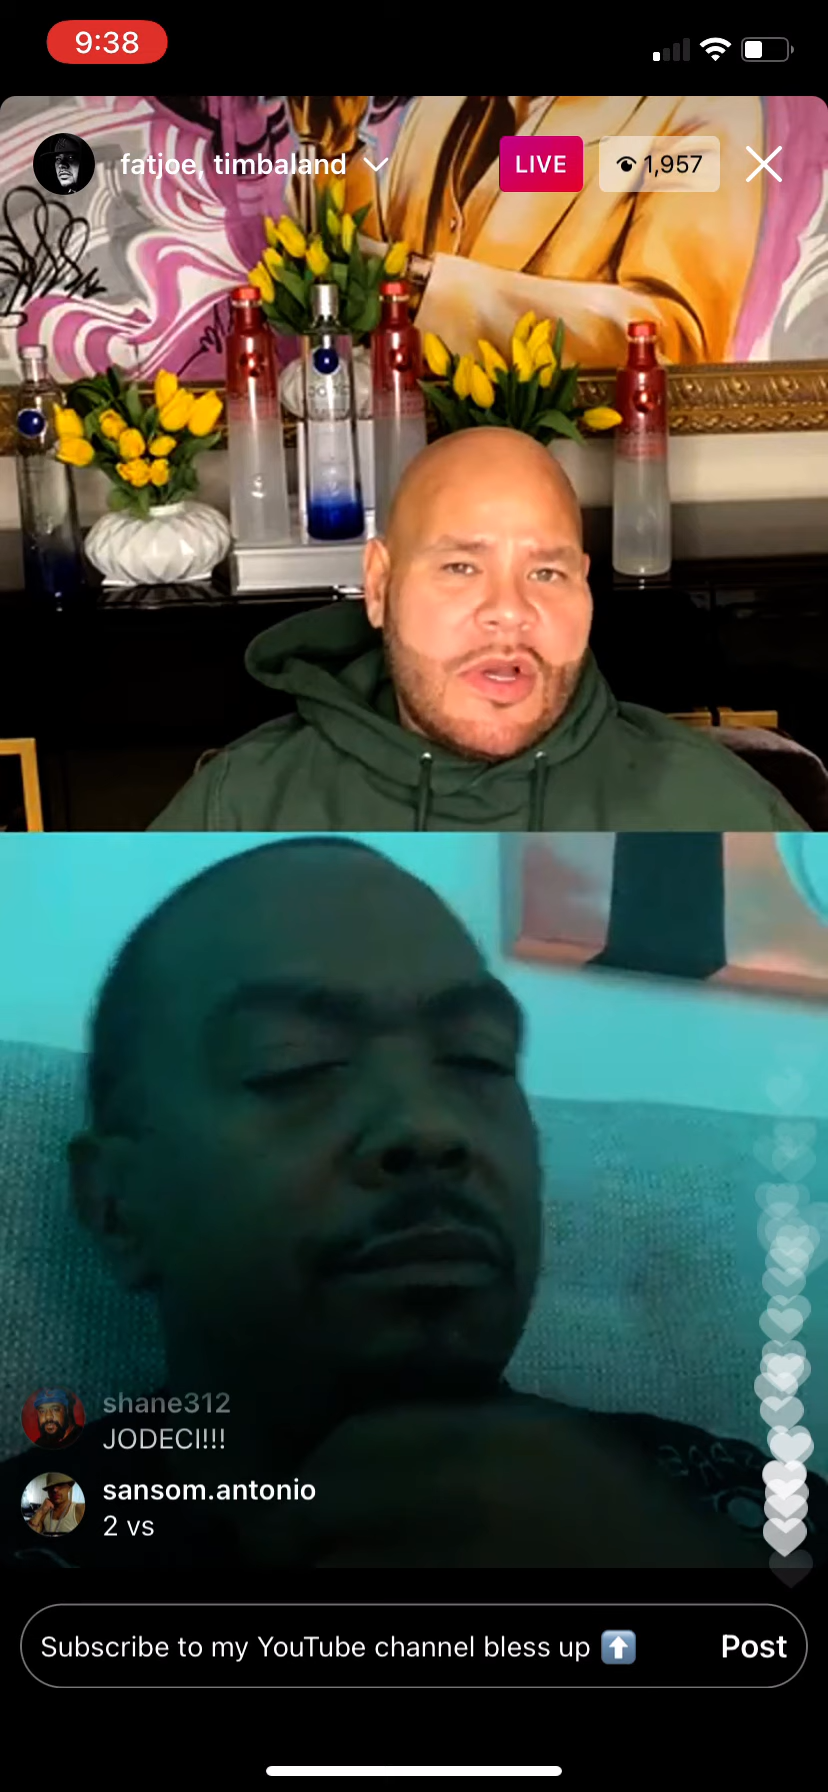 9:38
fatjoe, timbaland
LIVE
1,957
shane312
JODECI!!!
sansom.antonio
2 vs
Subscribe to my YouTube channel bless up ⬆️
Post